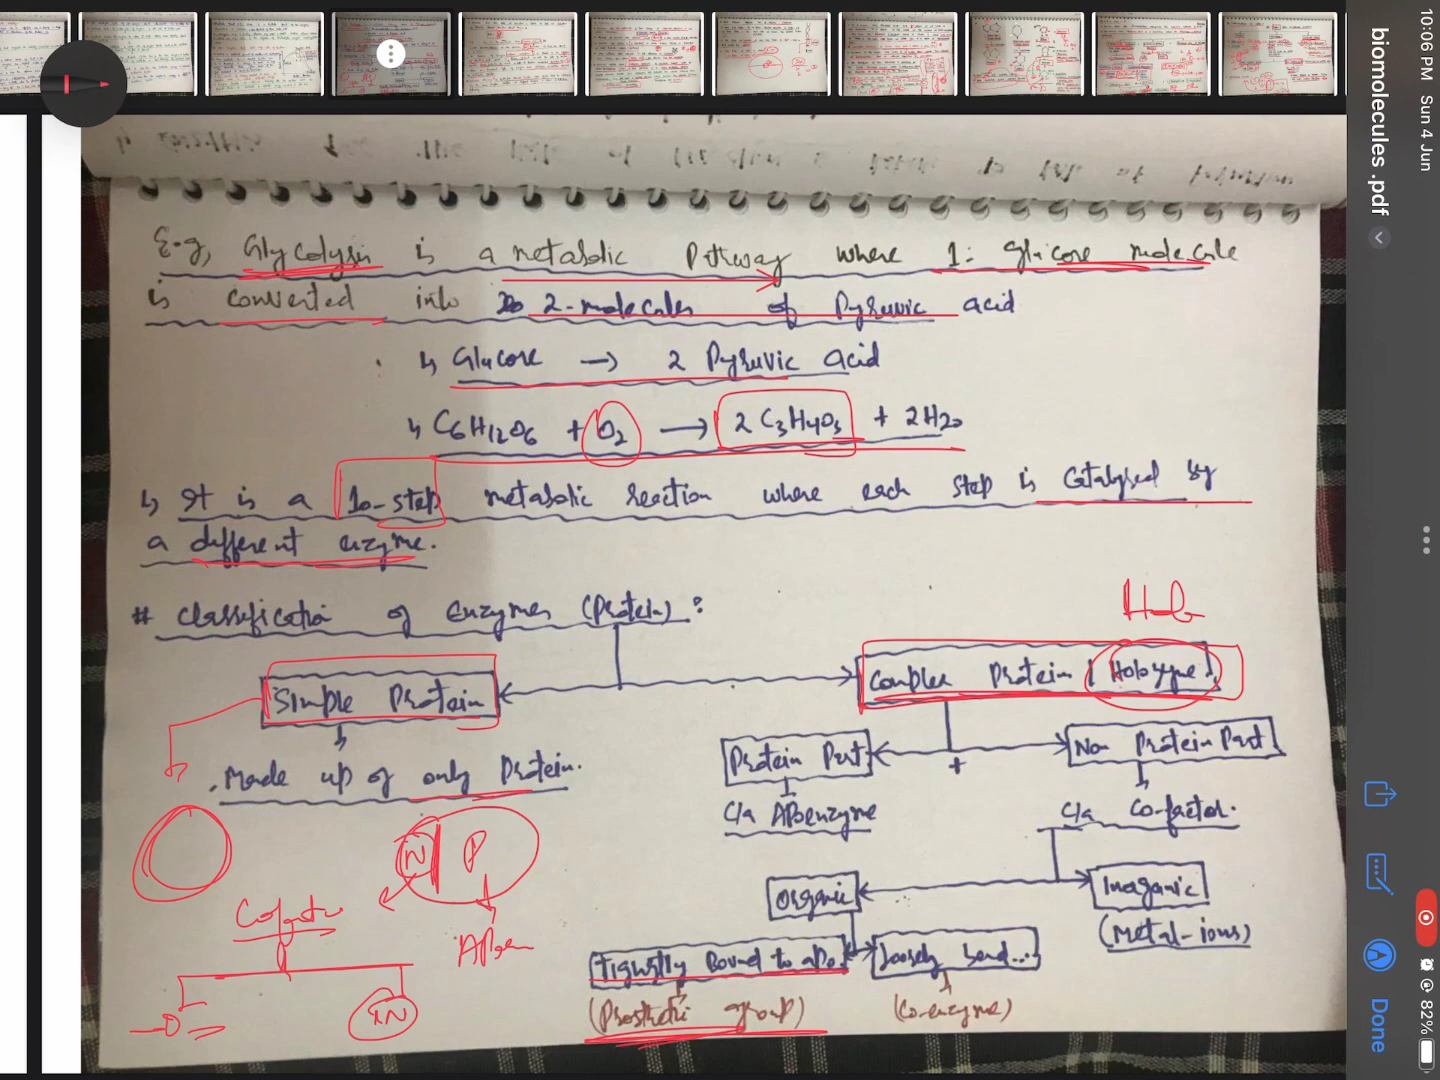 E.g, Glycolysis is a metabolic Pathway where 1- glucose molecule
is converted into 2-molecules of Pyruvic acid
↳ Glucose → 2 Pyruvic acid
↳ C6H12O6 + O2 → 2 C3H4O3 + 2H2O
↳ It is a 10-step metabolic reaction where each step is Catalysed by
a different enzyme.
# Classification of Enzymes (Protein) :
Holo
Simple Protein
Complex Protein / Holozyme
Made up of only Protein.
Protein Part
+
Non Protein Part
C/a APoenzyme
C/a Co-factor.
N P
Organic
Inorganic
(Metal-ions)
Tightly Bound to aPo.
loosely bond...
(Prosthetic group)
(Co-enzyme)
O
IN
10:06 PM Sun 4 Jun
biomolecules .pdf
82%
Done